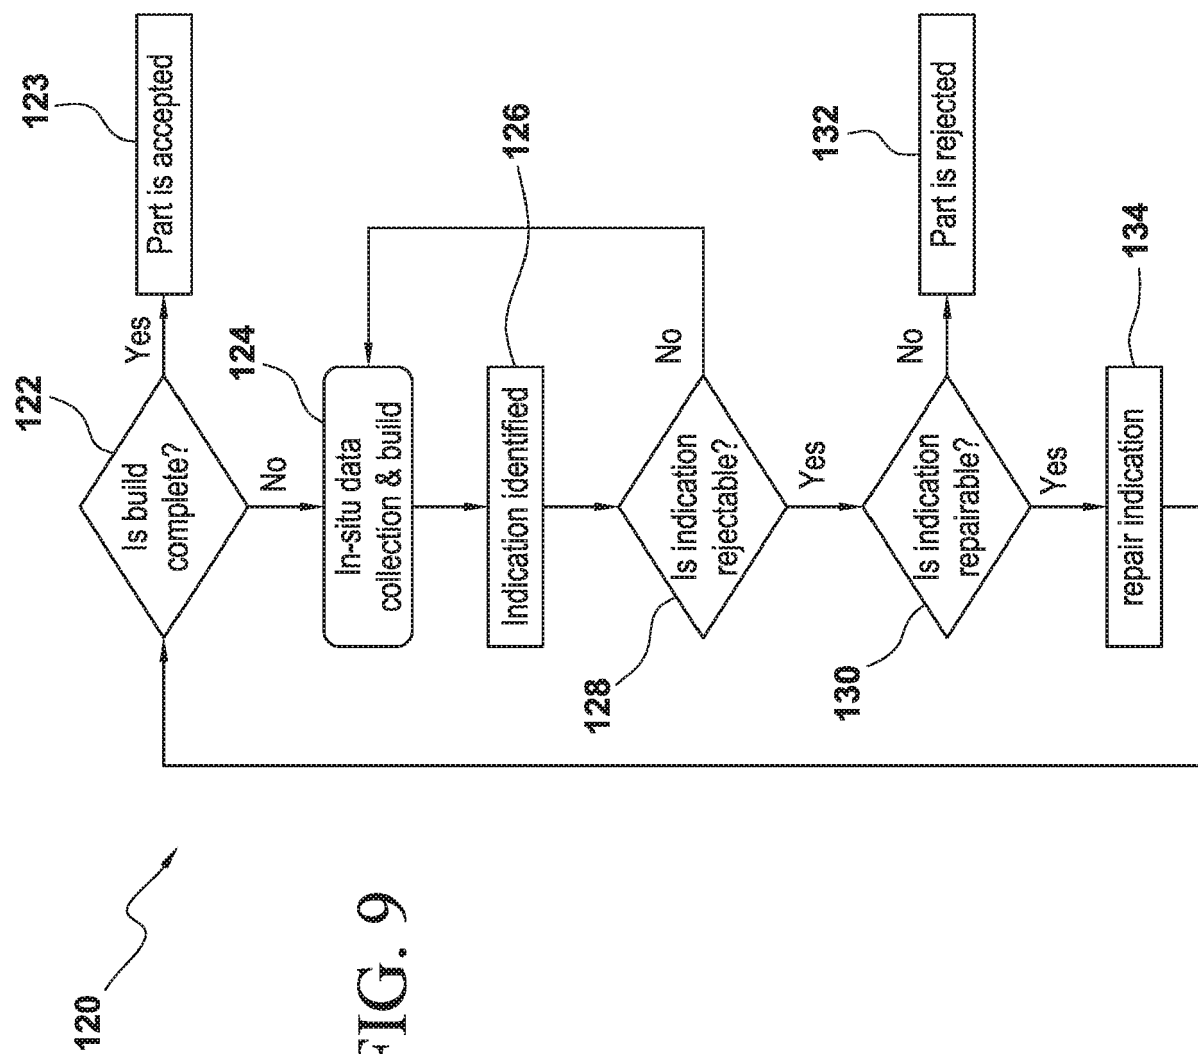 120
FIG. 9
122
Is build
complete?
Yes
123
Part is accepted
No
124
In-situ data
collection & build
126
Indication identified
128
Is indication
rejectable?
No
Yes
130
Is indication
repairable?
No
132
Part is rejected
Yes
134
repair indication